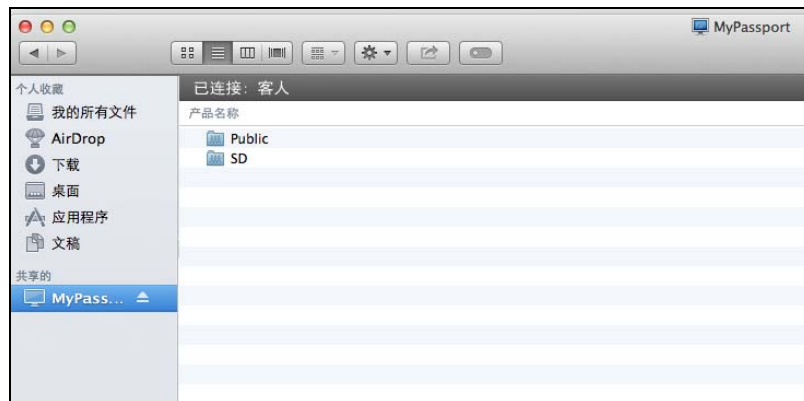 MyPassport
个人收藏
我的所有文件
AirDrop
下载
桌面
应用程序
文稿
共享的
MyPass...
已连接: 客人
产品名称
Public
SD